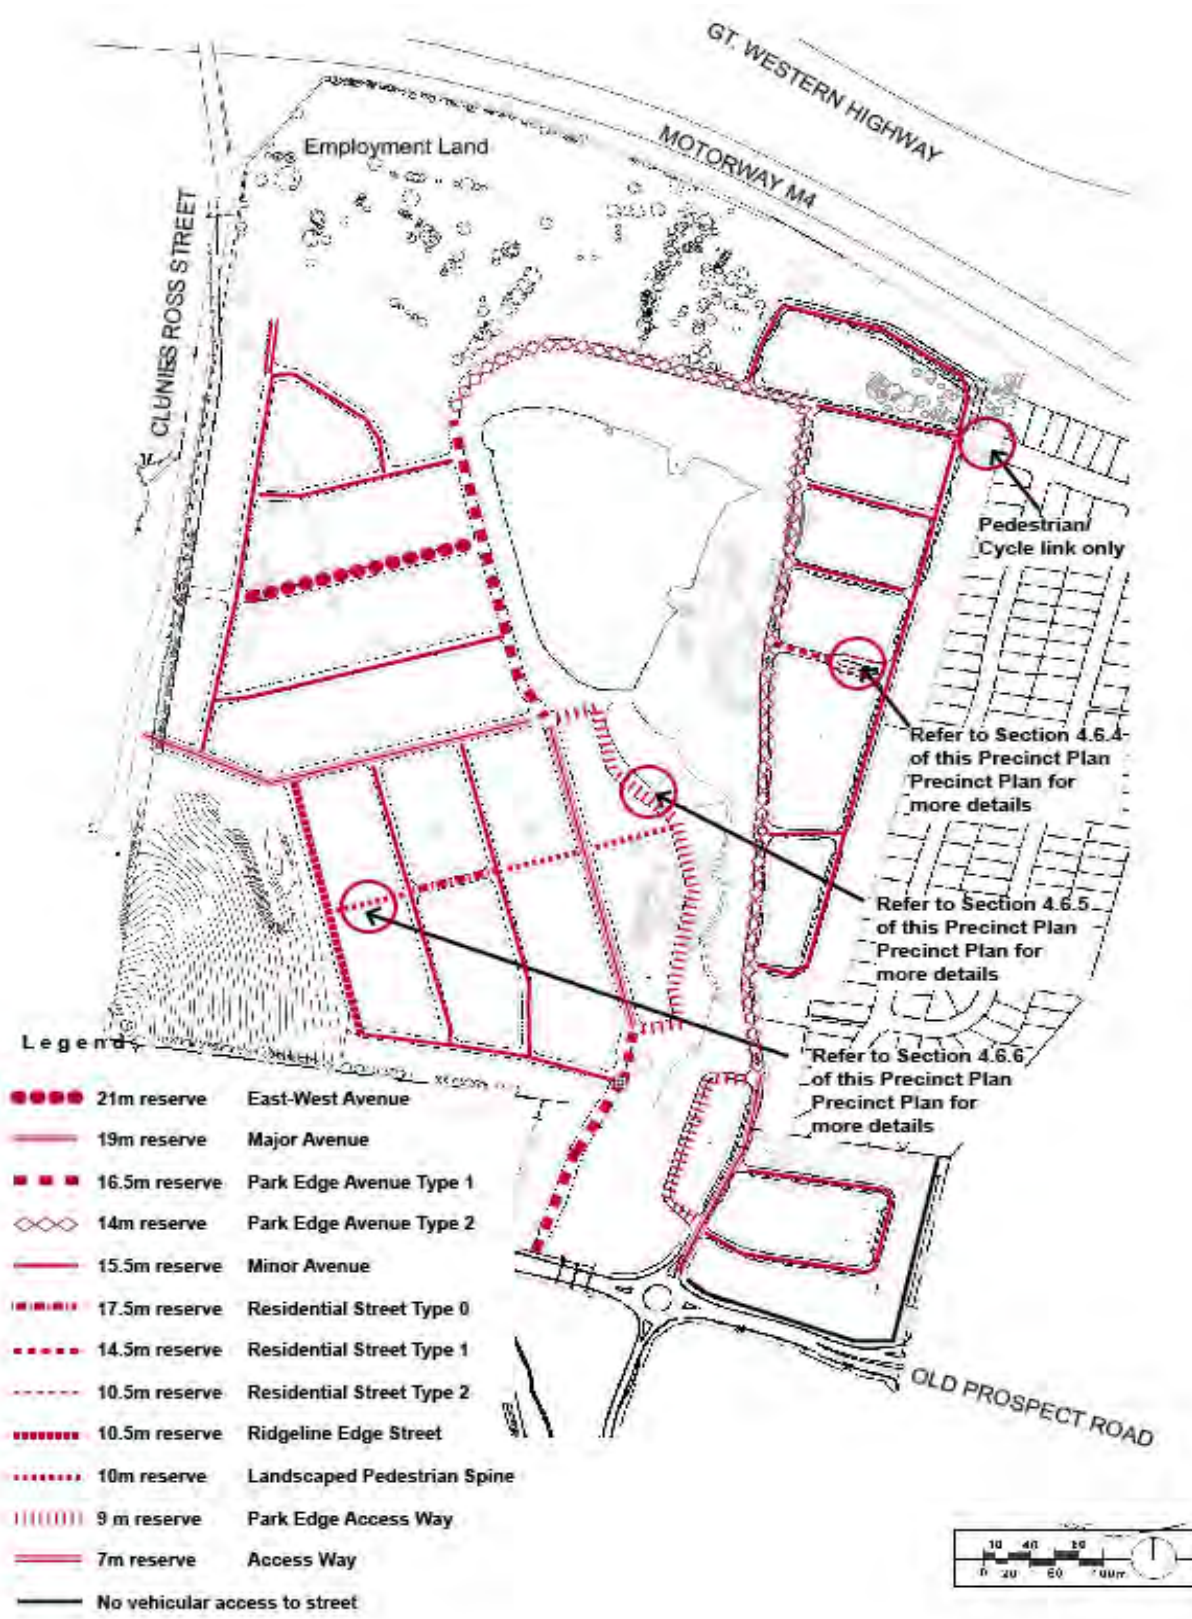 GT. WESTERN HIGHWAY
MOTORWAY M4
Employment Land
CLUNIES ROSS STREET
Pedestrian/
Cycle link only
Refer to Section 4.6.4
of this Precinct Plan
Precinct Plan for
more details
Refer to Section 4.6.5
of this Precinct Plan
Precinct Plan for
more details
Refer to Section 4.6.6
of this Precinct Plan
Precinct Plan for
more details
Legend
21m reserve East-West Avenue
19m reserve Major Avenue
16.5m reserve Park Edge Avenue Type 1
14m reserve Park Edge Avenue Type 2
15.5m reserve Minor Avenue
17.5m reserve Residential Street Type 0
14.5m reserve Residential Street Type 1
10.5m reserve Residential Street Type 2
10.5m reserve Ridgeline Edge Street
10m reserve Landscaped Pedestrian Spine
9 m reserve Park Edge Access Way
7m reserve Access Way
No vehicular access to street
OLD PROSPECT ROAD
10 40 80
0 20 60 100m